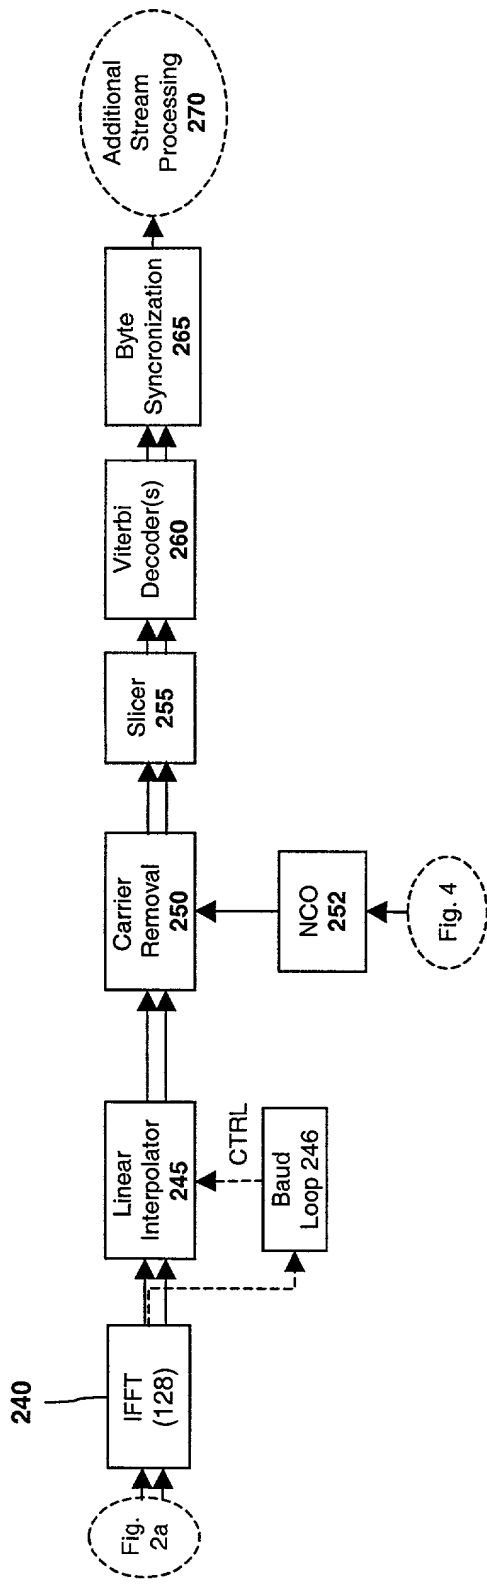 Fig.
2a
240
IFFT
(128)
Linear
Interpolator
245
CTRL
Baud
Loop 246
Carrier
Removal
250
NCO
252
Fig. 4
Slicer
255
Viterbi
Decoder(s)
260
Byte
Syncronization
265
Additional
Stream
Processing
270